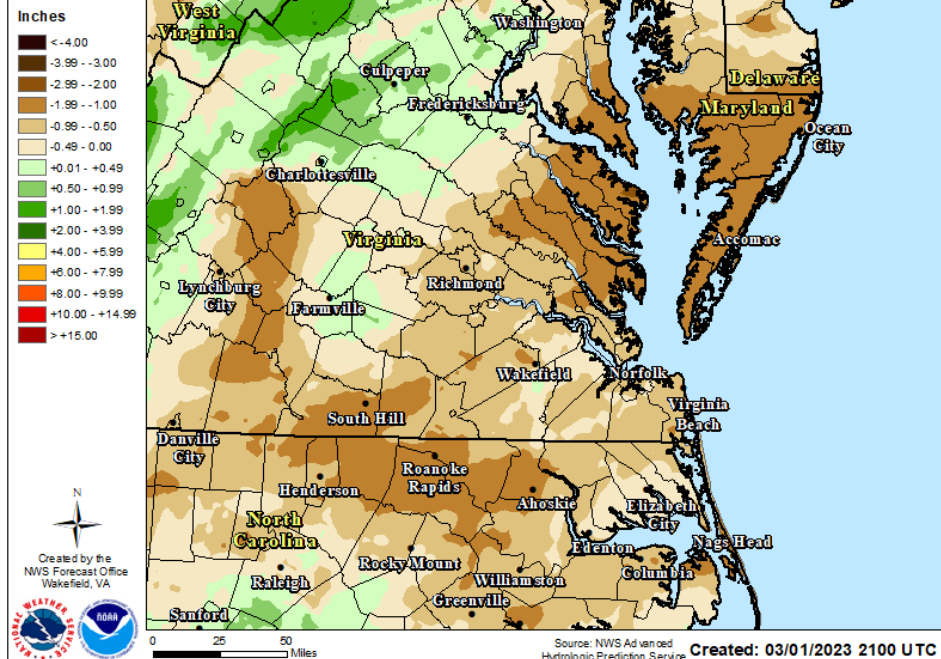 Inches
< -4.00
-3.99 - -3.00
-2.99 - -2.00
-1.99 - -1.00
-0.99 - -0.50
-0.49 - 0.00
+0.01 - +0.49
+0.50 - +0.99
+1.00 - +1.99
+2.00 - +3.99
+4.00 - +5.99
+6.00 - +7.99
+8.00 - +9.99
+10.00 - +14.99
> +15.00
West
Virginia
Washington
Culpeper
Fredericksburg
Delaware
Maryland
Ocean
City
Charlottesville
Virginia
Accomac
Lynchburg
City
Farmville
Richmond
Wakefield
Norfolk
Virginia
Beach
South Hill
Danville
City
Roanoke
Rapids
Henderson
Ahoskie
Elizabeth
City
North
Carolina
Edenton
Nags Head
Rocky Mount
Columbia
Raleigh
Williamston
Greenville
Sanford
N
Created by the
NWS Forecast Office
Wakefield, VA
NATIONAL WEATHER SERVICE
NOAA
0 25 50
Miles
Source: NWS Advanced
Hydrologic Prediction Service
Created: 03/01/2023 2100 UTC